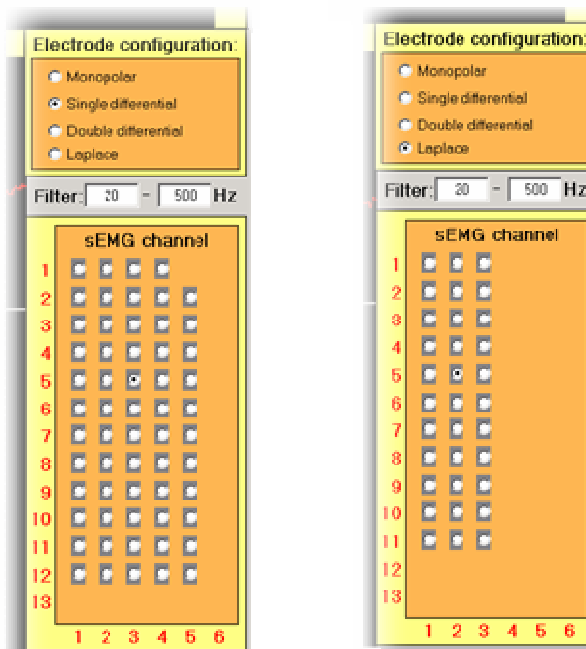 Electrode configuration:
Monopolar
Single differential
Double differential
Laplace
Filter: 20 - 500 Hz
sEMG channel
1
2
3
4
5
6
7
8
9
10
11
12
13
1 2 3 4 5 6
Electrode configuration:
Monopolar
Single differential
Double differential
Laplace
Filter: 20 - 500 Hz
sEMG channel
1
2
3
4
5
6
7
8
9
10
11
12
13
1 2 3 4 5 6